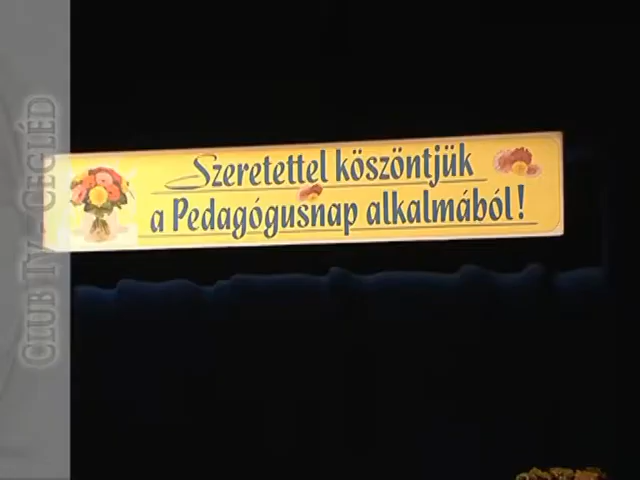 Szeretettel köszöntjük
a Pedagógusnap alkalmából!
CLUB TV - CEGLÉD